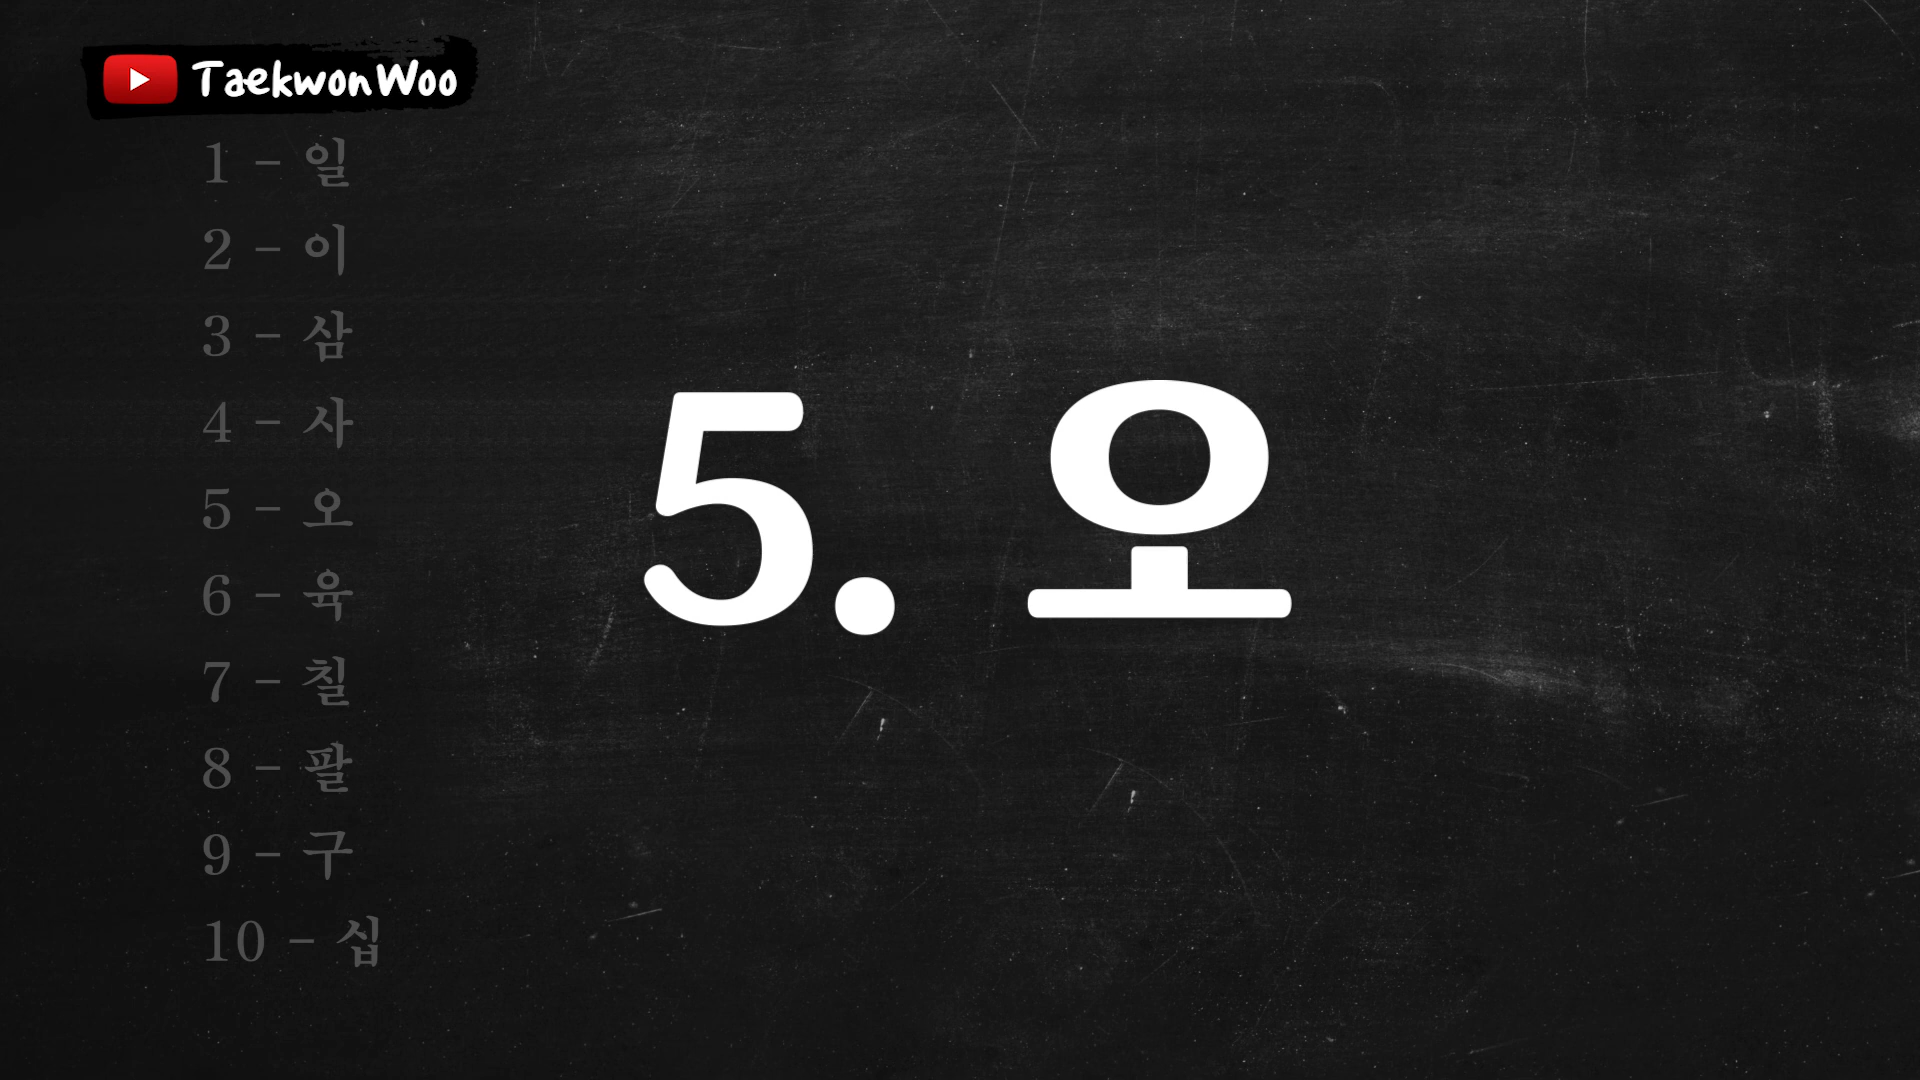 TaekwonWoo
1 - 일
2 - 이
3 - 삼
4 - 사
5 - 오
6 - 육
7 - 칠
8 - 팔
9 - 구
10 - 십
5. 오